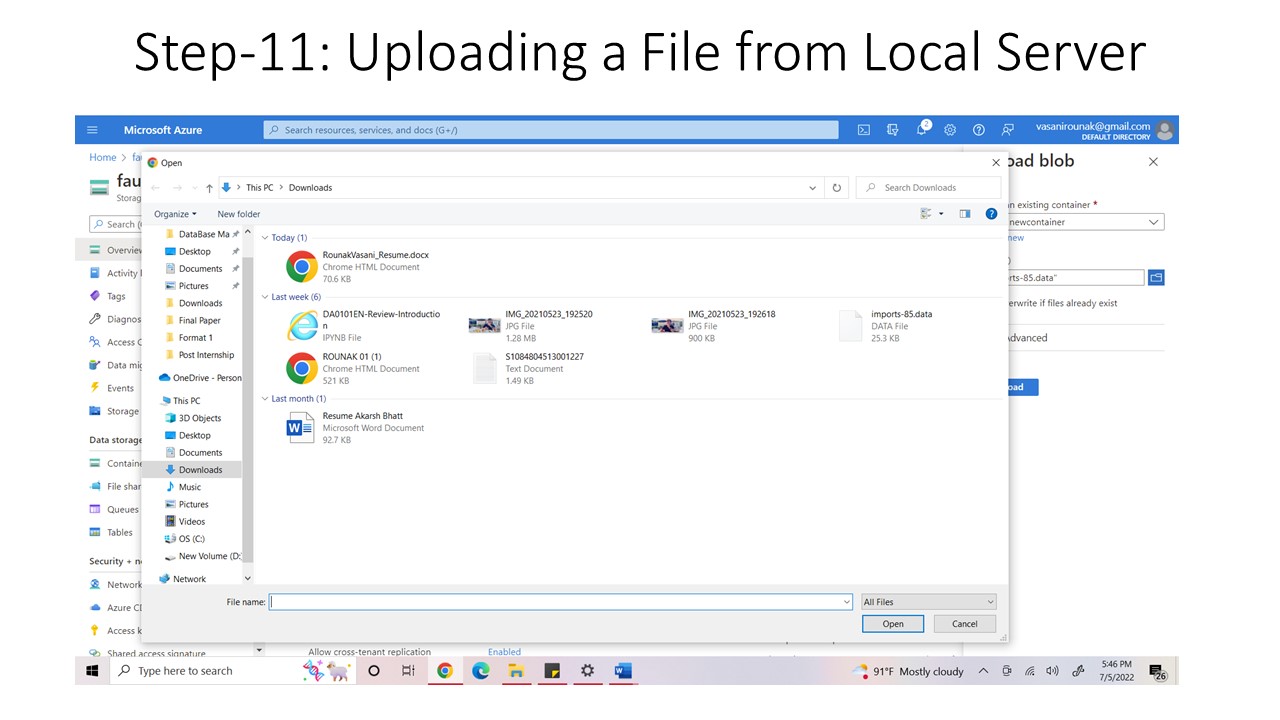 Step-11: Uploading a File from Local Server
Microsoft Azure
Search resources, services, and docs (G+/)
2
vasanirounak@gmail.com
DEFAULT DIRECTORY
Home > fau
Open
oad blob
fau
Storag
This PC > Downloads
Search Downloads
an existing container *
Search (
Organize
New folder
newcontainer
new
Overview
Activity l
Tags
Diagnos
Access C
Data mig
Events
Storage
Data storage
Containe
File shar
Queues
Tables
Security + n
Network
Azure CD
Access k
Shared access signature
DataBase Ma
Desktop
Documents
Pictures
Downloads
Final Paper
Format 1
Post Internship
OneDrive - Person
This PC
3D Objects
Desktop
Documents
Downloads
Music
Pictures
Videos
OS (C:)
New Volume (D:
Network
Today (1)
RounakVasani_Resume.docx
Chrome HTML Document
70.6 KB
Last week (6)
DA0101EN-Review-Introductio
n
IPYNB File
IMG_20210523_192520
JPG File
1.28 MB
IMG_20210523_192618
JPG File
900 KB
imports-85.data
DATA File
25.3 KB
ROUNAK 01 (1)
Chrome HTML Document
521 KB
S1084804513001227
Text Document
1.49 KB
Last month (1)
Resume Akarsh Bhatt
Microsoft Word Document
92.7 KB
rts-85.data"
erwrite if files already exist
Advanced
oad
File name:
All Files
Open
Cancel
Allow cross-tenant replication
Enabled
Type here to search
91°F Mostly cloudy
5:46 PM
7/5/2022
26